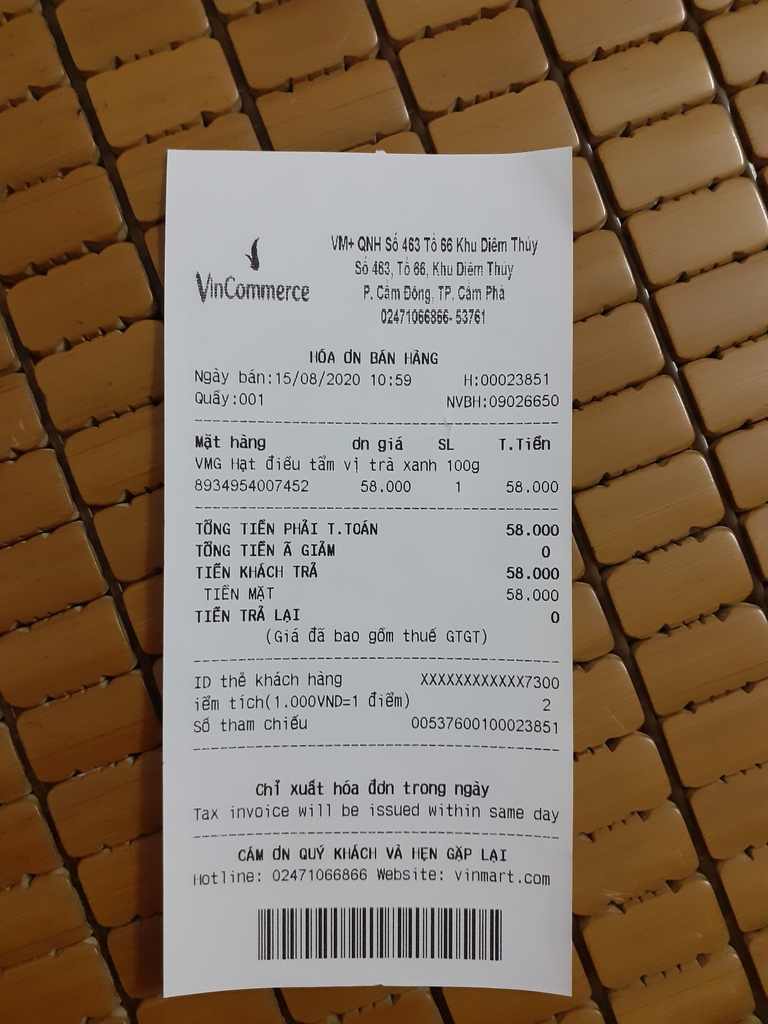 VinCommerce
VM+ QNH Số 463 Tổ 66 Khu Diêm Thủy
Số 463, Tổ 66, Khu Diêm Thủy
P. Cẩm Đông, TP. Cẩm Phả
02471066866- 53761
HÓA ƠN BÁN HÀNG
Ngày bán:15/08/2020 10:59 H:00023851
Quầy:001 NVBH:09026650
Mặt hàng ơn giá SL T.Tiền
VMG Hạt điều tẩm vị trà xanh 100g
8934954007452 58.000 1 58.000
TỔNG TIỀN PHẢI T.TOÁN 58.000
TỔNG TIỀN Ã GIẢM 0
TIỀN KHÁCH TRẢ 58.000
TIỀN MẶT 58.000
TIỀN TRẢ LẠI 0
(Giá đã bao gồm thuế GTGT)
ID thẻ khách hàng XXXXXXXXXXXX7300
iểm tích(1.000VND=1 điểm) 2
Số tham chiếu 00537600100023851
Chỉ xuất hóa đơn trong ngày
Tax invoice will be issued within same day
CÁM ƠN QUÝ KHÁCH VÀ HẸN GẶP LẠI
Hotline: 02471066866 Website: vinmart.com